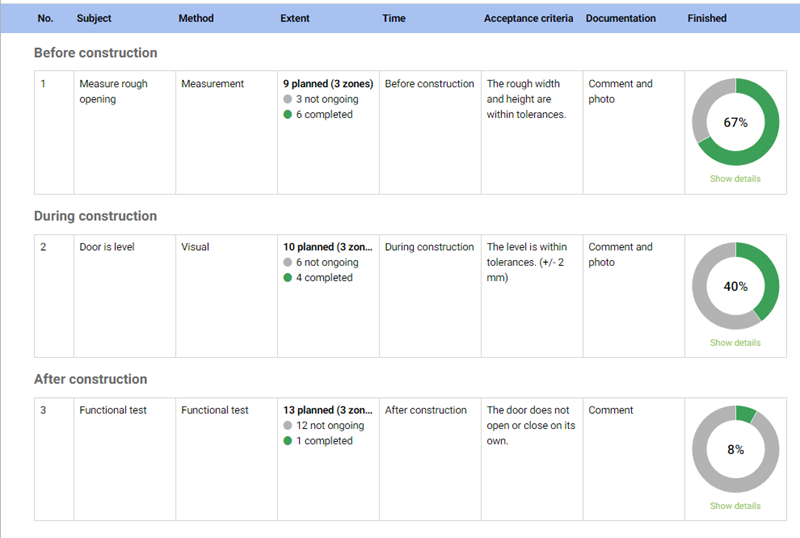 No. Subject Method Extent Time Acceptance criteria Documentation Finished
Before construction
1 Measure rough 9 planned (3 zones) Measurement Before construction The rough width Comment and
opening 3 not ongoing and height are photo
6 completed within tolerances.
67%
Show details
During construction
2 Door is level Visual 10 planned (3 zon... During construction The level is within Comment and
6 not ongoing tolerances. (+/- 2 photo
4 completed mm)
40%
Show details
After construction
3 Functional test Functional test 13 planned (3 zon... After construction The door does not Comment
12 not ongoing open or close on its
1 completed own.
8%
Show details